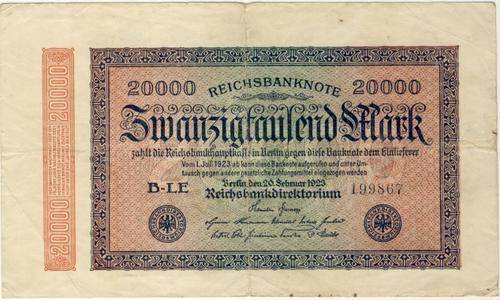 REICHSBANKNOTE
20000 20000
Zwanzigtausend Mark
zahlt die Reichsbankhauptkasse in Berlin gegen diese Banknote dem Einlieferer
Vom 1. Juli 1923 ab kann diese Banknote aufgerufen und unter Um-
tausch gegen andere gesetzliche Zahlungsmittel eingezogen werden
Berlin, den 20. Februar 1923
B-LE 199867
Reichsbankdirektorium
20000
20000